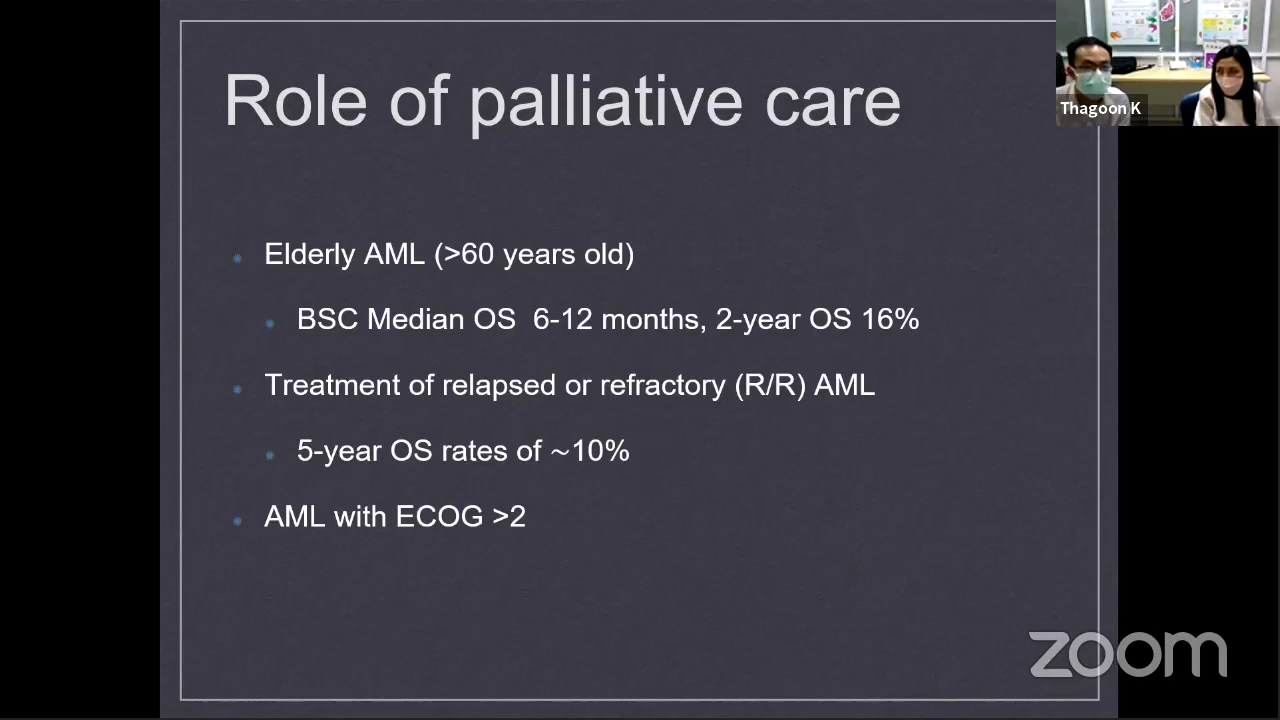 Role of palliative care
Thagoon K
Elderly AML (>60 years old)
BSC Median OS 6-12 months, 2-year OS 16%
Treatment of relapsed or refractory (R/R) AML
5-year OS rates of ~10%
AML with ECOG >2
zoom